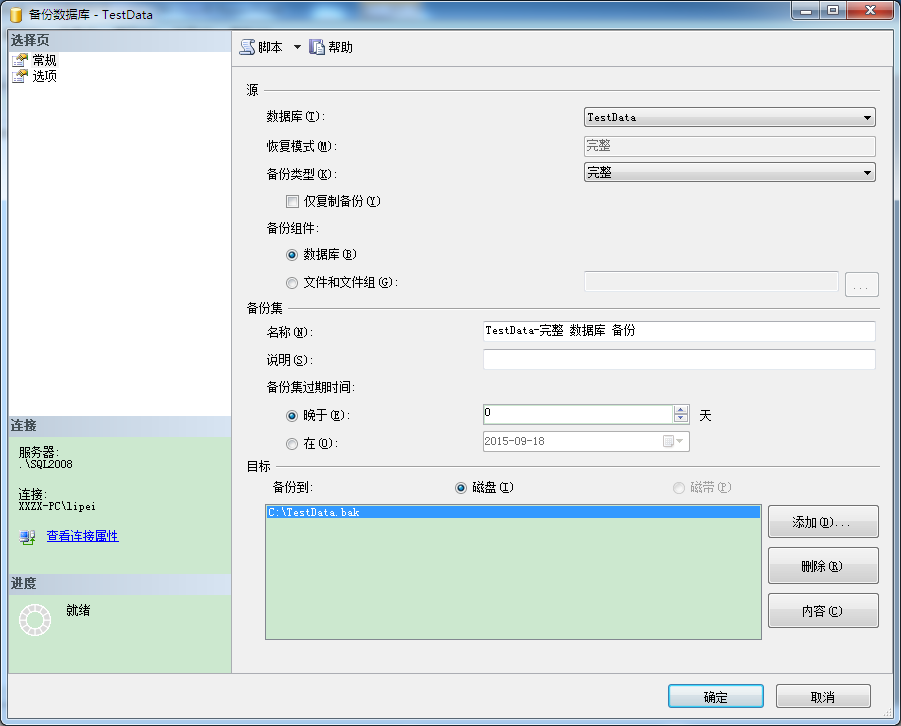 备份数据库 - TestData
选择页
常规
选项
脚本 帮助
源
数据库(T):
TestData
恢复模式(M):
完整
备份类型(K):
完整
仅复制备份(Y)
备份组件:
数据库(B)
文件和文件组(G):
...
备份集
名称(N):
TestData-完整 数据库 备份
说明(S):
备份集过期时间:
晚于(E):
0
天
在(O):
2015-09-18
目标
备份到:
磁盘(I)
磁带(P)
C:\TestData.bak
添加(D)...
删除(R)
内容(C)
连接
服务器:
.\SQL2008
连接:
XXZX-PC\lipei
查看连接属性
进度
就绪
确定
取消